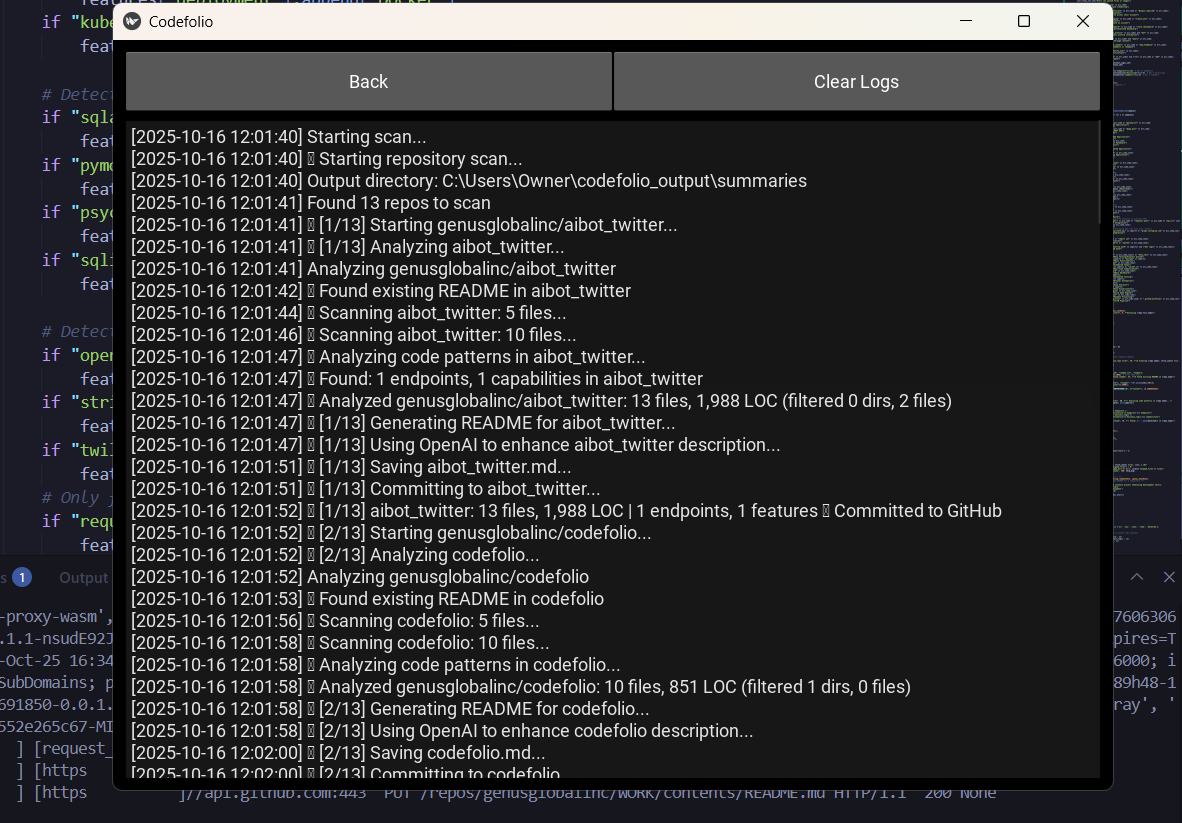 features["deployment"].append("Docker")
Codefolio
if "kube
feat
Back
Clear Logs
# Detect
if "sqla
feat
if "pymo
feat
if "psyc
feat
if "sqli
feat
# Detect
if "open
feat
if "stri
feat
if "twil
feat
# Only
if "requ
feat
[2025-10-16 12:01:40] Starting scan...
[2025-10-16 12:01:40] ▯ Starting repository scan...
[2025-10-16 12:01:40] Output directory: C:\Users\Owner\codefolio_output\summaries
[2025-10-16 12:01:41] Found 13 repos to scan
[2025-10-16 12:01:41] ▯ [1/13] Starting genusglobalinc/aibot_twitter...
[2025-10-16 12:01:41] ▯ [1/13] Analyzing aibot_twitter...
[2025-10-16 12:01:41] Analyzing genusglobalinc/aibot_twitter
[2025-10-16 12:01:42] ▯ Found existing README in aibot_twitter
[2025-10-16 12:01:44] ▯ Scanning aibot_twitter: 5 files...
[2025-10-16 12:01:46] ▯ Scanning aibot_twitter: 10 files...
[2025-10-16 12:01:47] ▯ Analyzing code patterns in aibot_twitter...
[2025-10-16 12:01:47] ▯ Found: 1 endpoints, 1 capabilities in aibot_twitter
[2025-10-16 12:01:47] ▯ Analyzed genusglobalinc/aibot_twitter: 13 files, 1,988 LOC (filtered 0 dirs, 2 files)
[2025-10-16 12:01:47] ▯ [1/13] Generating README for aibot_twitter...
[2025-10-16 12:01:47] ▯ [1/13] Using OpenAI to enhance aibot_twitter description...
[2025-10-16 12:01:51] ▯ [1/13] Saving aibot_twitter.md...
[2025-10-16 12:01:51] ▯ [1/13] Committing to aibot_twitter...
[2025-10-16 12:01:52] ▯ [1/13] aibot_twitter: 13 files, 1,988 LOC | 1 endpoints, 1 features ▯ Committed to GitHub
[2025-10-16 12:01:52] ▯ [2/13] Starting genusglobalinc/codefolio...
[2025-10-16 12:01:52] ▯ [2/13] Analyzing codefolio...
[2025-10-16 12:01:52] Analyzing genusglobalinc/codefolio
[2025-10-16 12:01:53] ▯ Found existing README in codefolio
[2025-10-16 12:01:56] ▯ Scanning codefolio: 5 files...
[2025-10-16 12:01:58] ▯ Scanning codefolio: 10 files...
[2025-10-16 12:01:58] ▯ Analyzing code patterns in codefolio...
[2025-10-16 12:01:58] ▯ Analyzed genusglobalinc/codefolio: 10 files, 851 LOC (filtered 1 dirs, 0 files)
[2025-10-16 12:01:58] ▯ [2/13] Generating README for codefolio...
[2025-10-16 12:01:58] ▯ [2/13] Using OpenAI to enhance codefolio description...
[2025-10-16 12:02:00] ▯ [2/13] Saving codefolio.md...
[2025-10-16 12:02:00] ▯ [2/13] Committing to codefolio
s 1 Output
-proxy-wasm', 7606306
.1.1-nsudE92J pires=T
-Oct-25 16:34 6000; i
SubDomains; p 89h48-1
691850-0.0.1. ray', '
552e265c67-MI
] [request_
] [https
] [https ]//api.github.com:443 PUT /repos/genusglobalinc/WORK/contents/README.md HTTP/1.1 200 None